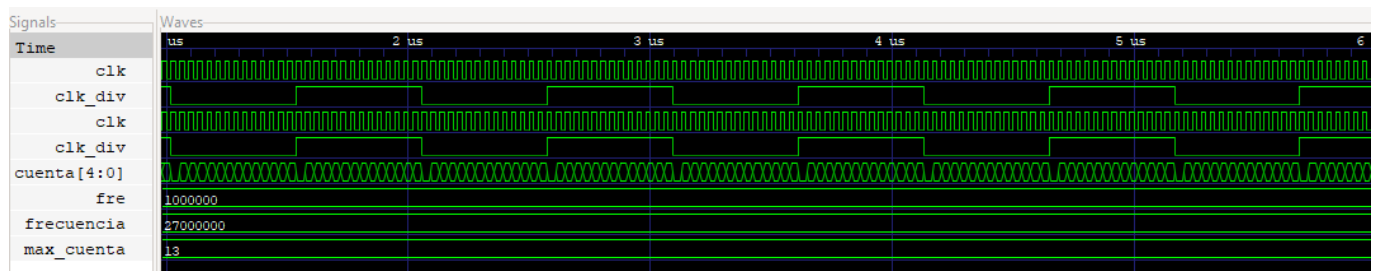 Signals Waves
Time us 2 us 3 us 4 us 5 us 6
clk
clk_div
clk
clk_div
cuenta[4:0]
fre 1000000
frecuencia 27000000
max_cuenta 13